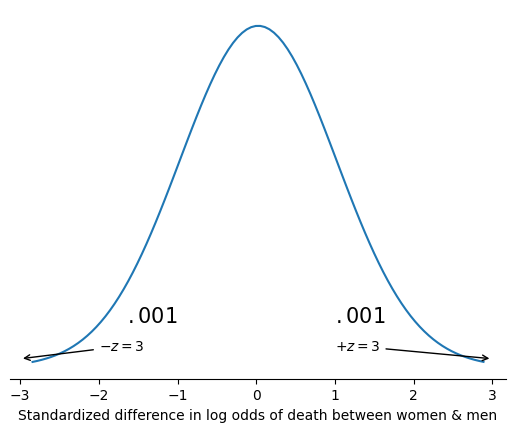 .001 .001
−z = 3 +z = 3
−3 −2 −1 0 1 2 3
Standardized difference in log odds of death between women & men